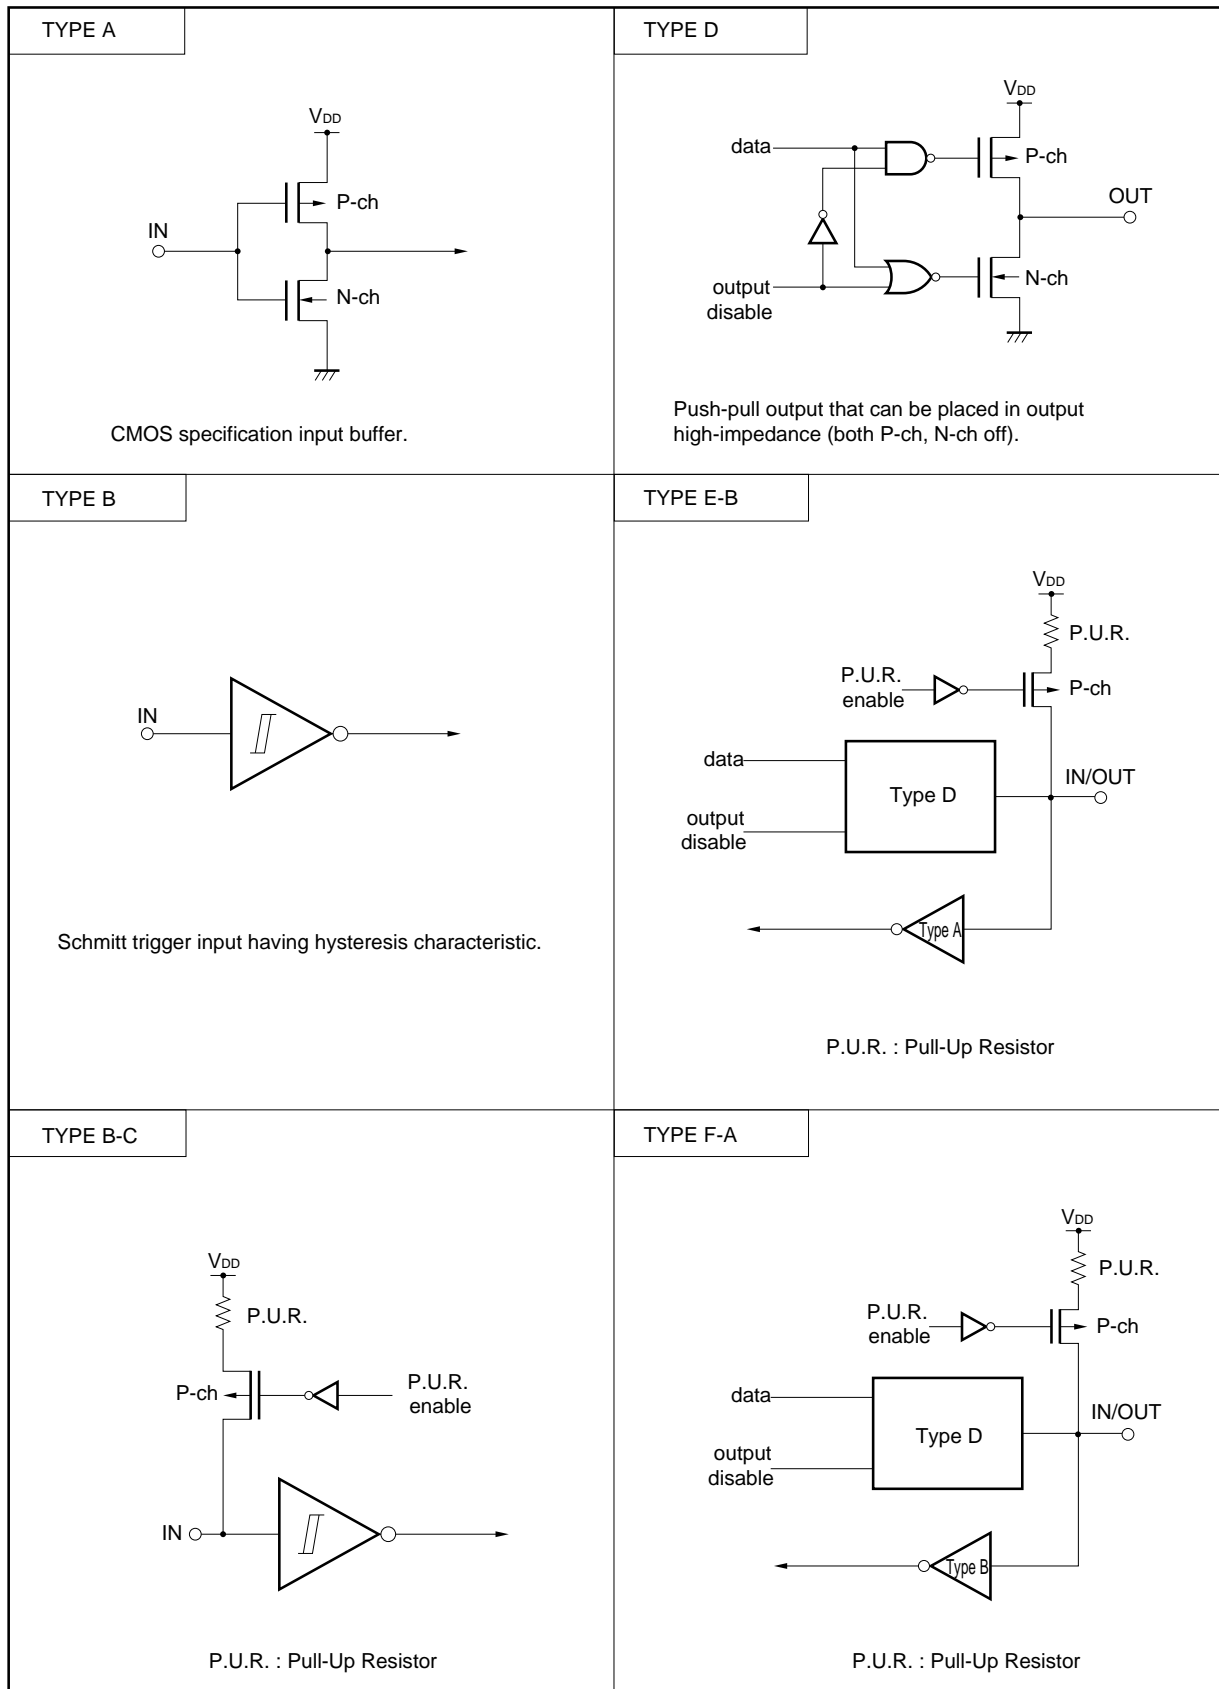 TYPE A
VDD
P-ch
IN
N-ch
CMOS specification input buffer.
TYPE D
VDD
data
P-ch
OUT
output
disable
N-ch
Push-pull output that can be placed in output
high-impedance (both P-ch, N-ch off).
TYPE B
IN
Schmitt trigger input having hysteresis characteristic.
TYPE E-B
VDD
P.U.R.
P.U.R.
enable
P-ch
data
Type D
IN/OUT
output
disable
Type A
P.U.R. : Pull-Up Resistor
TYPE B-C
VDD
P.U.R.
P-ch
P.U.R.
enable
IN
P.U.R. : Pull-Up Resistor
TYPE F-A
VDD
P.U.R.
P.U.R.
enable
P-ch
data
Type D
IN/OUT
output
disable
Type B
P.U.R. : Pull-Up Resistor